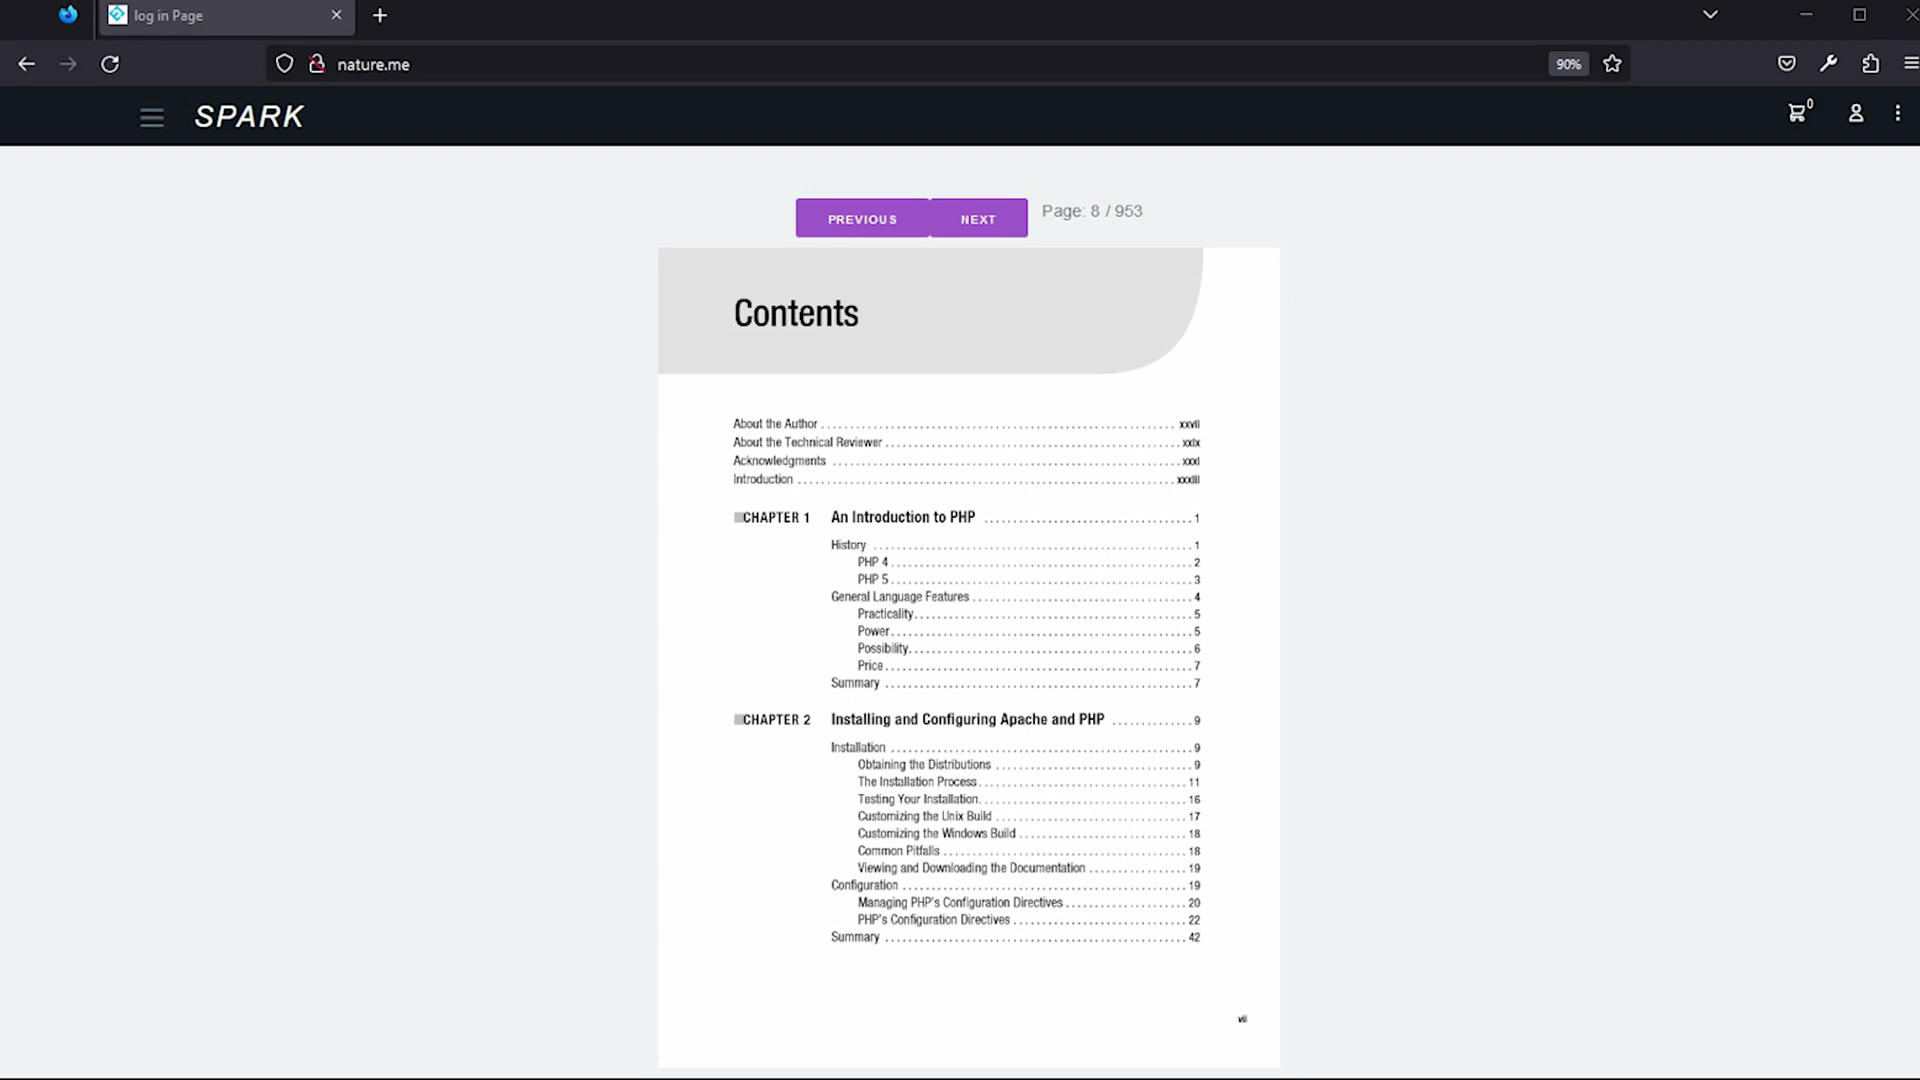 log in Page
nature.me
90%
SPARK
0
PREVIOUS NEXT Page: 8 / 953
Contents
About the Author . . . . . . . . . . xxvii
About the Technical Reviewer . . . . . . . . . . xxix
Acknowledgments . . . . . . . . . . xxxi
Introduction . . . . . . . . . . xxxiii
CHAPTER 1 An Introduction to PHP . . . . . . . . . . 1
History . . . . . . . . . . 1
PHP 4 . . . . . . . . . . 2
PHP 5 . . . . . . . . . . 3
General Language Features . . . . . . . . . . 4
Practicality . . . . . . . . . . 5
Power . . . . . . . . . . 5
Possibility . . . . . . . . . . 6
Price . . . . . . . . . . 7
Summary . . . . . . . . . . 7
CHAPTER 2 Installing and Configuring Apache and PHP . . . . . . . . . . 9
Installation . . . . . . . . . . 9
Obtaining the Distributions . . . . . . . . . . 9
The Installation Process . . . . . . . . . . 11
Testing Your Installation . . . . . . . . . . 16
Customizing the Unix Build . . . . . . . . . . 17
Customizing the Windows Build . . . . . . . . . . 18
Common Pitfalls . . . . . . . . . . 18
Viewing and Downloading the Documentation . . . . . . . . . . 19
Configuration . . . . . . . . . . 19
Managing PHP's Configuration Directives . . . . . . . . . . 20
PHP's Configuration Directives . . . . . . . . . . 22
Summary . . . . . . . . . . 42
vii